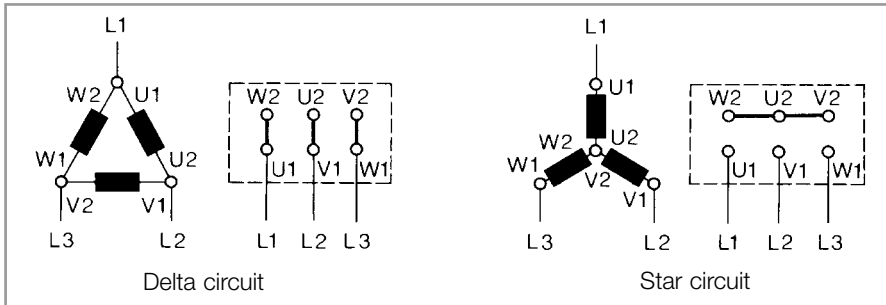 L1
W2 U1
W1 U2
V2 V1
L3 L2
W2 U2 V2
U1 V1 W1
L1 L2 L3
Delta circuit
L1
U1
W2 U2
W1 V2 V1
L3 L2
W2 U2 V2
U1 V1 W1
L1 L2 L3
Star circuit